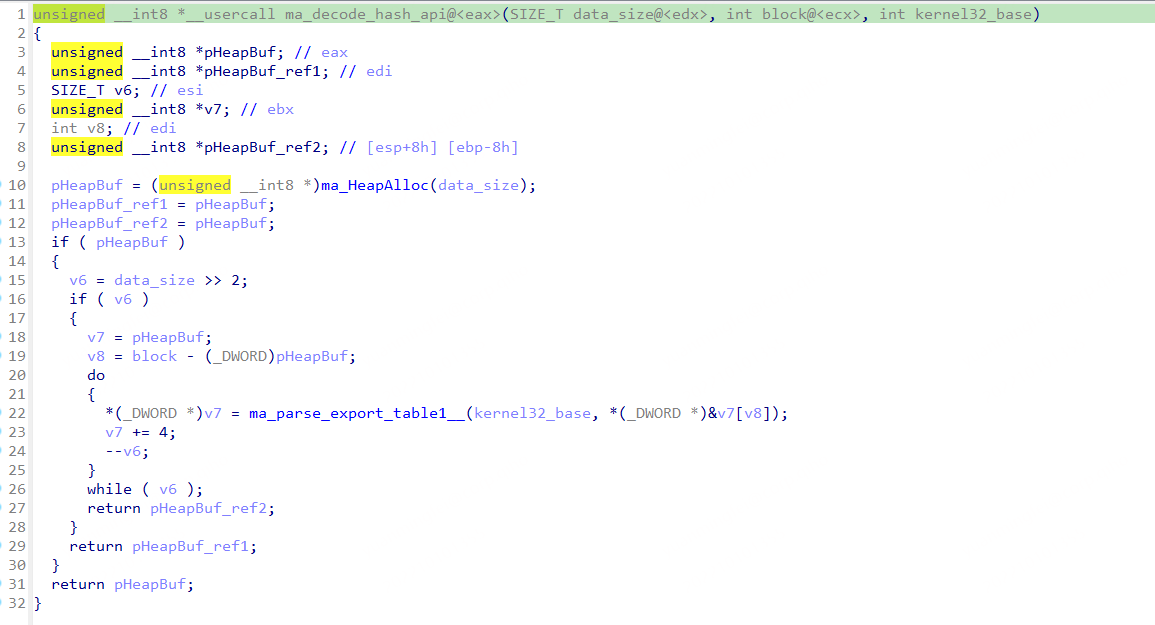 1 unsigned __int8 *__usercall ma_decode_hash_api@<eax>(SIZE_T data_size@<edx>, int block@<ecx>, int kernel32_base)
2 {
3   unsigned __int8 *pHeapBuf; // eax
4   unsigned __int8 *pHeapBuf_ref1; // edi
5   SIZE_T v6; // esi
6   unsigned __int8 *v7; // ebx
7   int v8; // edi
8   unsigned __int8 *pHeapBuf_ref2; // [esp+8h] [ebp-8h]
9
10   pHeapBuf = (unsigned __int8 *)ma_HeapAlloc(data_size);
11   pHeapBuf_ref1 = pHeapBuf;
12   pHeapBuf_ref2 = pHeapBuf;
13   if ( pHeapBuf )
14   {
15     v6 = data_size >> 2;
16     if ( v6 )
17     {
18       v7 = pHeapBuf;
19       v8 = block - (_DWORD)pHeapBuf;
20       do
21       {
22         *(_DWORD *)v7 = ma_parse_export_table1__(kernel32_base, *(_DWORD *)&v7[v8]);
23         v7 += 4;
24         --v6;
25       }
26       while ( v6 );
27       return pHeapBuf_ref2;
28     }
29     return pHeapBuf_ref1;
30   }
31   return pHeapBuf;
32 }